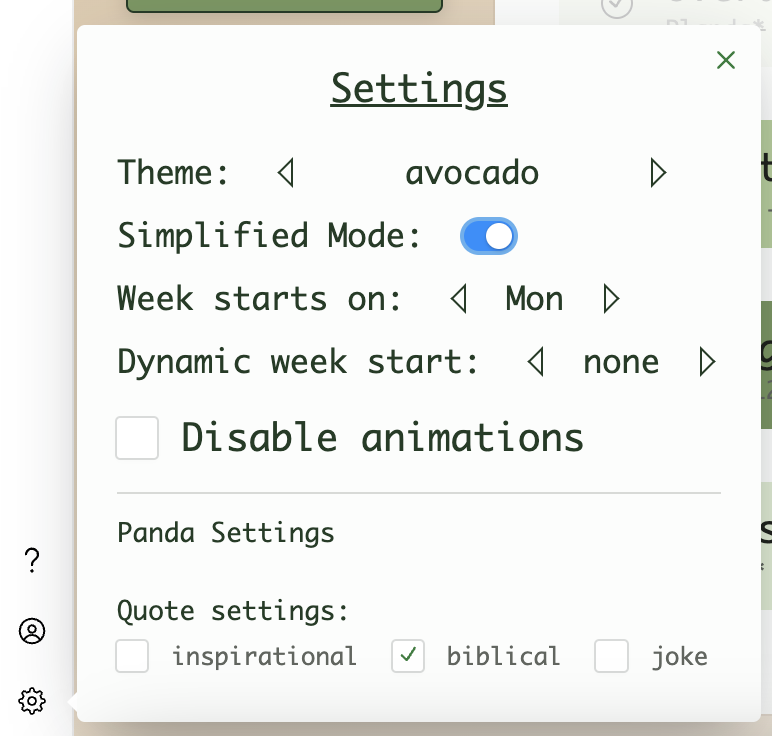 Settings
Theme: avocado
Simplified Mode:
Week starts on: Mon
Dynamic week start: none
Disable animations
Panda Settings
Quote settings:
inspirational biblical joke
?